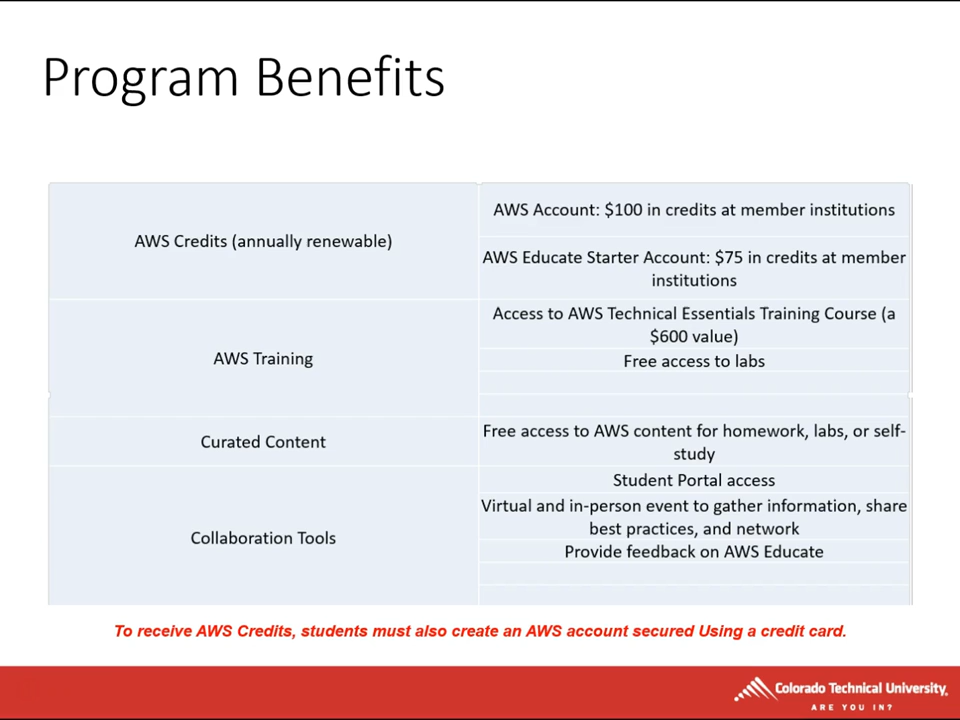 Program Benefits
AWS Credits (annually renewable)
AWS Account: $100 in credits at member institutions
AWS Educate Starter Account: $75 in credits at member
institutions
AWS Training
Access to AWS Technical Essentials Training Course (a
$600 value)
Free access to labs
Curated Content
Free access to AWS content for homework, labs, or self-
study
Collaboration Tools
Student Portal access
Virtual and in-person event to gather information, share
best practices, and network
Provide feedback on AWS Educate
To receive AWS Credits, students must also create an AWS account secured Using a credit card.
Colorado Technical University.
ARE YOU IN?